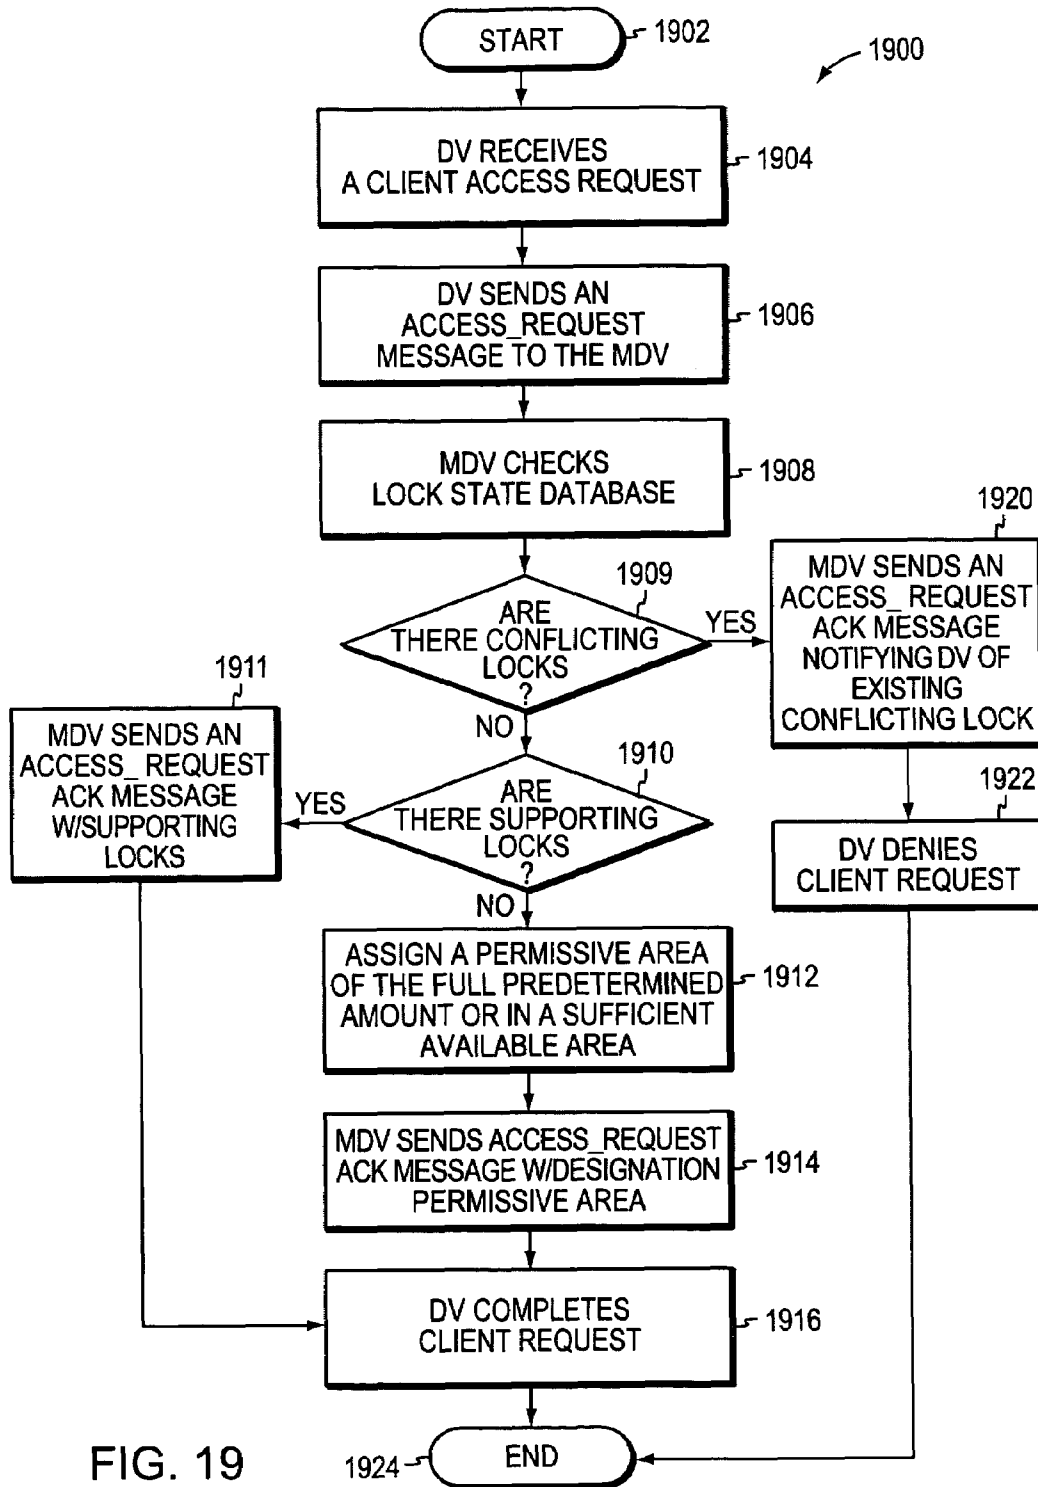 START
1902
1900
DV RECEIVES
A CLIENT ACCESS REQUEST
1904
DV SENDS AN
ACCESS_REQUEST
MESSAGE TO THE MDV
1906
MDV CHECKS
LOCK STATE DATABASE
1908
1909
ARE
THERE CONFLICTING
LOCKS
?
YES
NO
1920
MDV SENDS AN
ACCESS_ REQUEST
ACK MESSAGE
NOTIFYING DV OF
EXISTING
CONFLICTING LOCK
1922
DV DENIES
CLIENT REQUEST
1910
ARE
THERE SUPPORTING
LOCKS
?
YES
NO
1911
MDV SENDS AN
ACCESS_ REQUEST
ACK MESSAGE
W/SUPPORTING
LOCKS
ASSIGN A PERMISSIVE AREA
OF THE FULL PREDETERMINED
AMOUNT OR IN A SUFFICIENT
AVAILABLE AREA
1912
MDV SENDS ACCESS_REQUEST
ACK MESSAGE W/DESIGNATION
PERMISSIVE AREA
1914
DV COMPLETES
CLIENT REQUEST
1916
END
1924
FIG. 19